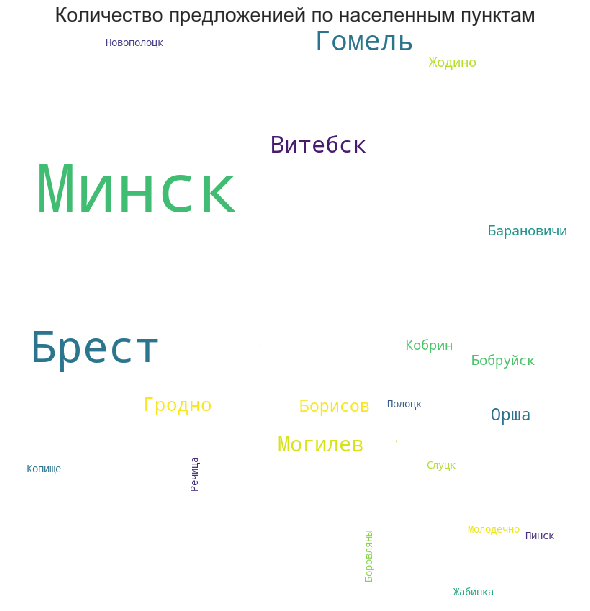 Количество предложенией по населенным пунктам
Новополоцк
Гомель
Жодино
Витебск
Минск
Барановичи
Брест
Кобрин
Бобруйск
Гродно
Борисов
Полоцк
Орша
Могилев
Слуцк
Копище
Речица
Молодечно
Пинск
Боровляны
Жабинка